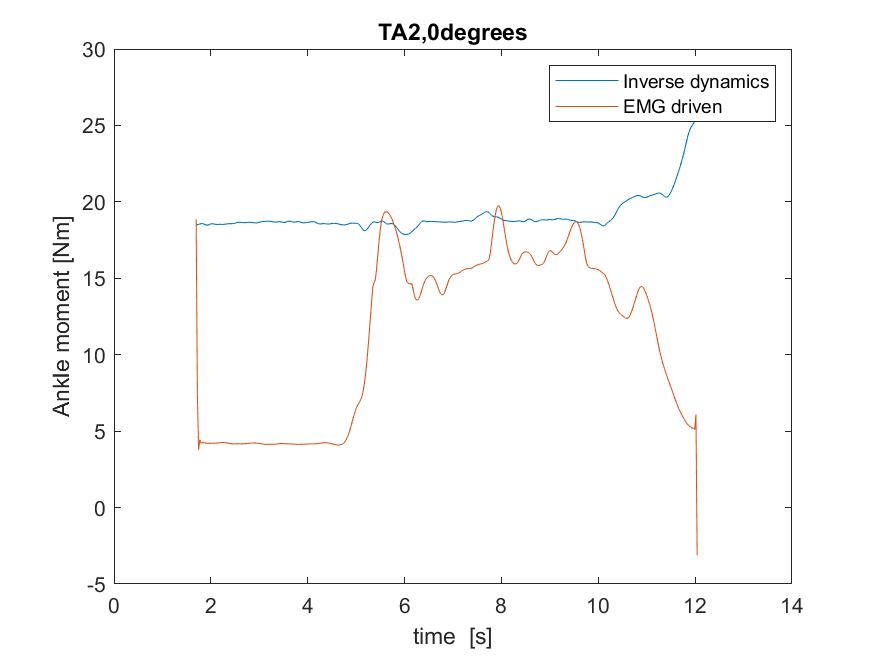 TA2,0degrees
30
25
20
15
10
5
0
-5
Ankle moment [Nm]
Inverse dynamics
EMG driven
0 2 4 6 8 10 12 14
time [s]